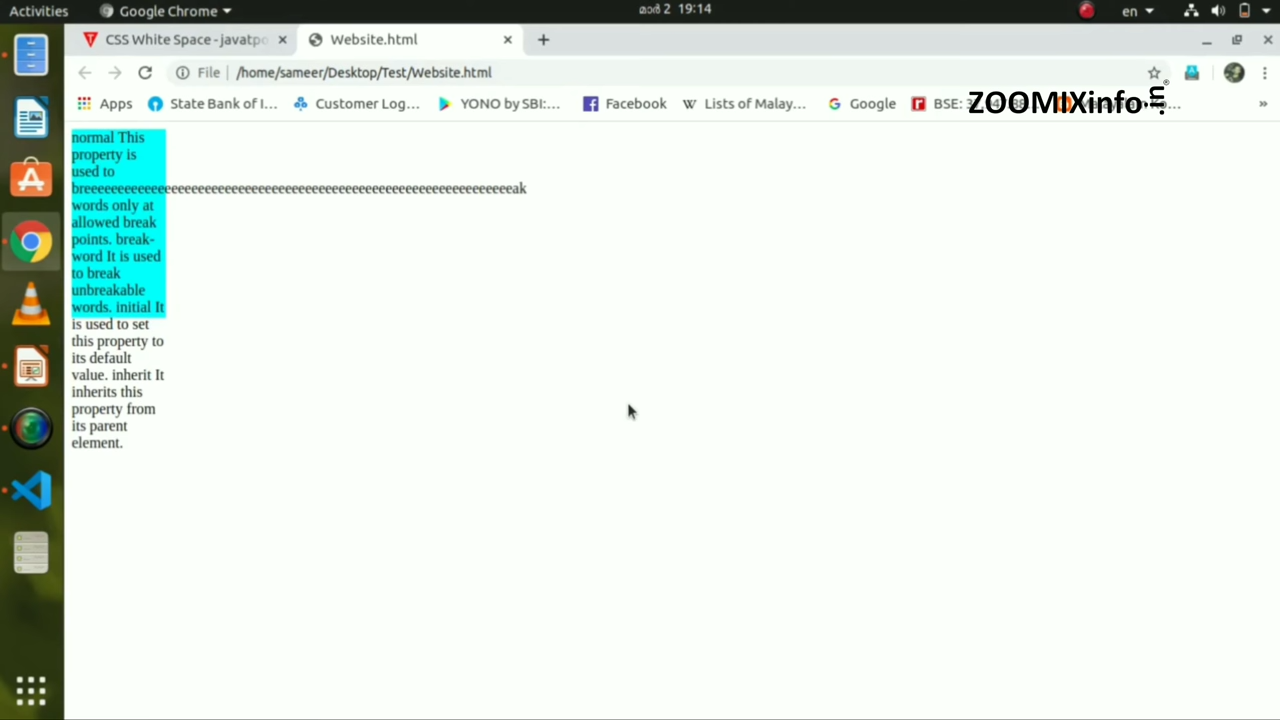 Activities
Google Chrome
മാർ 2 19:14
en
CSS White Space - javatpo
Website.html
File
/home/sameer/Desktop/Test/Website.html
Apps
State Bank of I...
Customer Log...
YONO by SBI:...
Facebook
Lists of Malay...
Google
BSE:
ZOOMIXinfo.in®
»
normal This
property is
used to
breeeeeeeeeeeeeeeeeeeeeeeeeeeeeeeeeeeeeeeeeeeeeeeeeeeeeeeeeeeeeeak
words only at
allowed break
points. break-
word It is used
to break
unbreakable
words. initial It
is used to set
this property to
its default
value. inherit It
inherits this
property from
its parent
element.